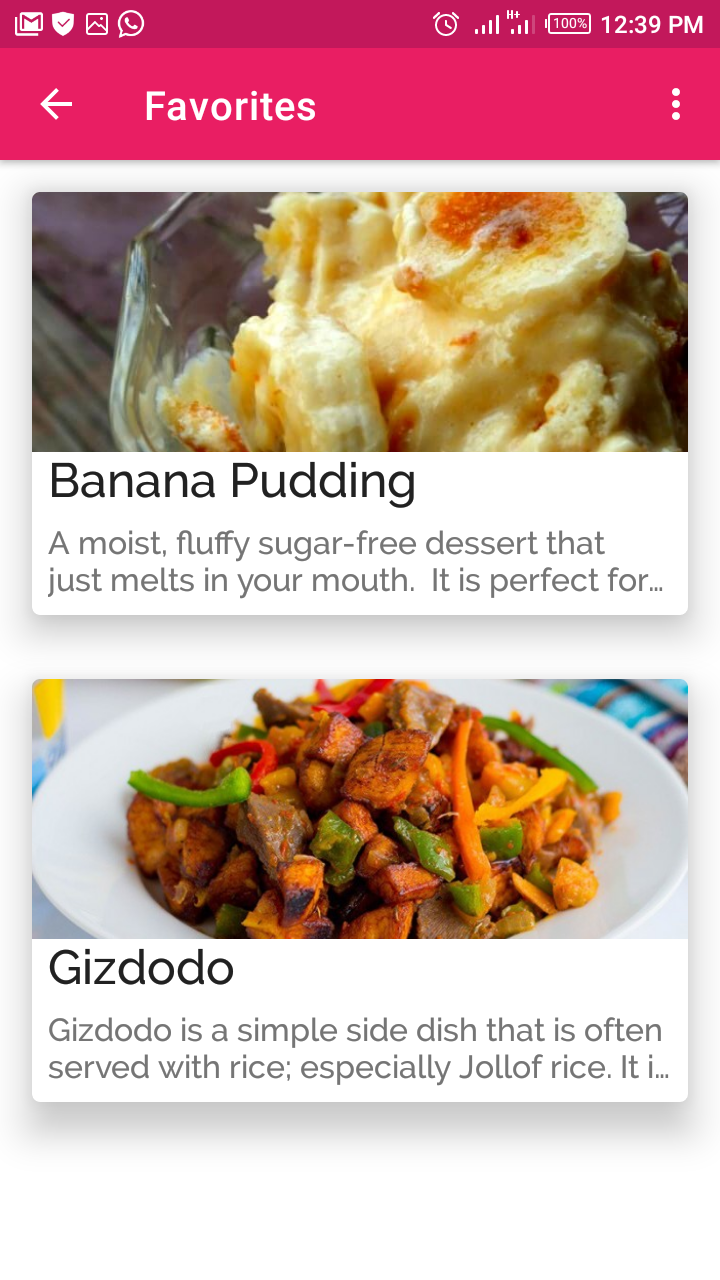 H+
100%
12:39 PM
Favorites
Banana Pudding
A moist, fluffy sugar-free dessert that
just melts in your mouth.  It is perfect for...
Gizdodo
Gizdodo is a simple side dish that is often
served with rice; especially Jollof rice. It i...